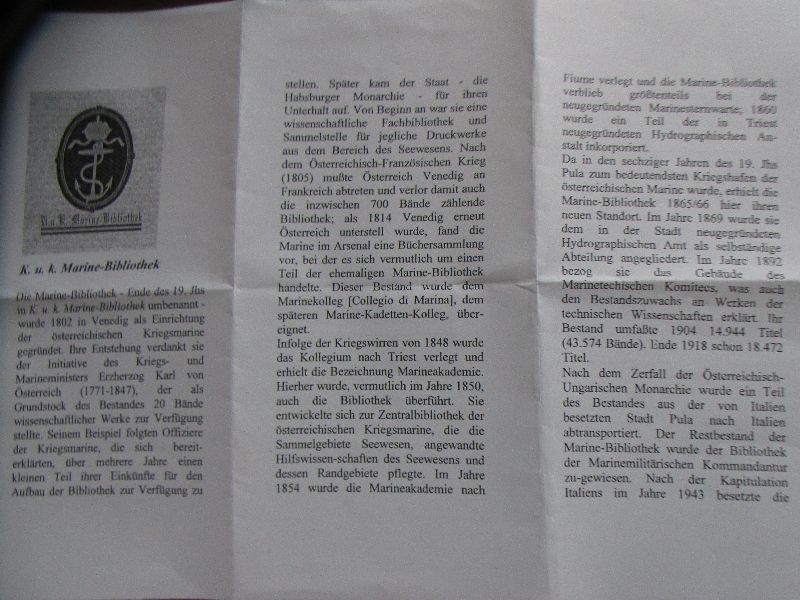 K. u. K. Marine-Bibliothek
K. u. k. Marine-Bibliothek
Die Marine-Bibliothek - Ende des 19. Jhs
in K. u. k. Marine-Bibliothek umbenannt -
wurde 1802 in Venedig als Einrichtung
der österreichischen Kriegsmarine
gegründet. Ihre Entstehung verdankt sie
der Initiative des Kriegs- und
Marineministers Erzherzog Karl von
Österreich (1771-1847), der als
Grundstock des Bestandes 20 Bände
wissenschaftlicher Werke zur Verfügung
stellte. Seinem Beispiel folgten Offiziere
der Kriegsmarine, die sich bereit-
erklärten, über mehrere Jahre einen
kleinen Teil ihrer Einkünfte für den
Aufbau der Bibliothek zur Verfügung zu
stellen. Später kam der Staat - die
Habsburger Monarchie - für ihren
Unterhalt auf. Von Beginn an war sie eine
wissenschaftliche Fachbibliothek und
Sammelstelle für jegliche Druckwerke
aus dem Bereich des Seewesens. Nach
dem Österreichisch-Französischen Krieg
(1805) mußte Österreich Venedig an
Frankreich abtreten und verlor damit auch
die inzwischen 700 Bände zählende
Bibliothek; als 1814 Venedig erneut
Österreich unterstell wurde, fand die
Marine im Arsenal eine Büchersammlung
vor, bei der es sich vermutlich um einen
Teil der ehemaligen Marine-Bibliothek
handelte. Dieser Bestand wurde dem
Marinekolleg [Collegio di Marina], dem
späteren Marine-Kadetten-Kolleg, über-
eignet.
Infolge der Kriegswirren von 1848 wurde
das Kollegium nach Triest verlegt und
erhielt die Bezeichnung Marineakademie.
Hierher wurde, vermutlich im Jahre 1850,
auch die Bibliothek überführt. Sie
entwickelte sich zur Zentralbibliothek der
österreichischen Kriegsmarine, die die
Sammelgebiete Seewesen, angewandte
Hilfswissen-schaften des Seewesens und
dessen Randgebiete pflegte. Im Jahre
1854 wurde die Marineakademie nach
Fiume verlegt und die Marine-Bibliothek
verblieb größtenteils bei der
neugegründeten Marinesternwarte; 1860
wurde ein Teil der in Triest
neugegründeten Hydrographischen An-
stalt inkorporiert.
Da in den sechziger Jahren des 19. Jhs
Pula zum bedeutendsten Kriegshafen der
österreichischen Marine wurde, erhielt die
Marine-Bibliothek 1865/66 hier ihren
neuen Standort. Im Jahre 1869 wurde sie
dem in der Stadt neugegründeten
Hydrographischen Amt als selbständige
Abteilung angegliedert. Im Jahre 1892
bezog sie das Gebäude des
Marinetechischen Komitees, was auch
den Bestandszuwachs an Werken der
technischen Wissenschaften erklärt. Ihr
Bestand umfaßte 1904 14.944 Titel
(43.574 Bände). Ende 1918 schon 18.472
Titel.
Nach dem Zerfall der Österreichisch-
Ungarischen Monarchie wurde ein Teil
des Bestandes aus der von Italien
besetzten Stadt Pula nach Italien
abtransportiert. Der Restbestand der
Marine-Bibliothek wurde der Bibliothek
der Marinemilitärischen Kommandantur
zu-gewiesen. Nach der Kapitulation
Italiens im Jahre 1943 besetzte die